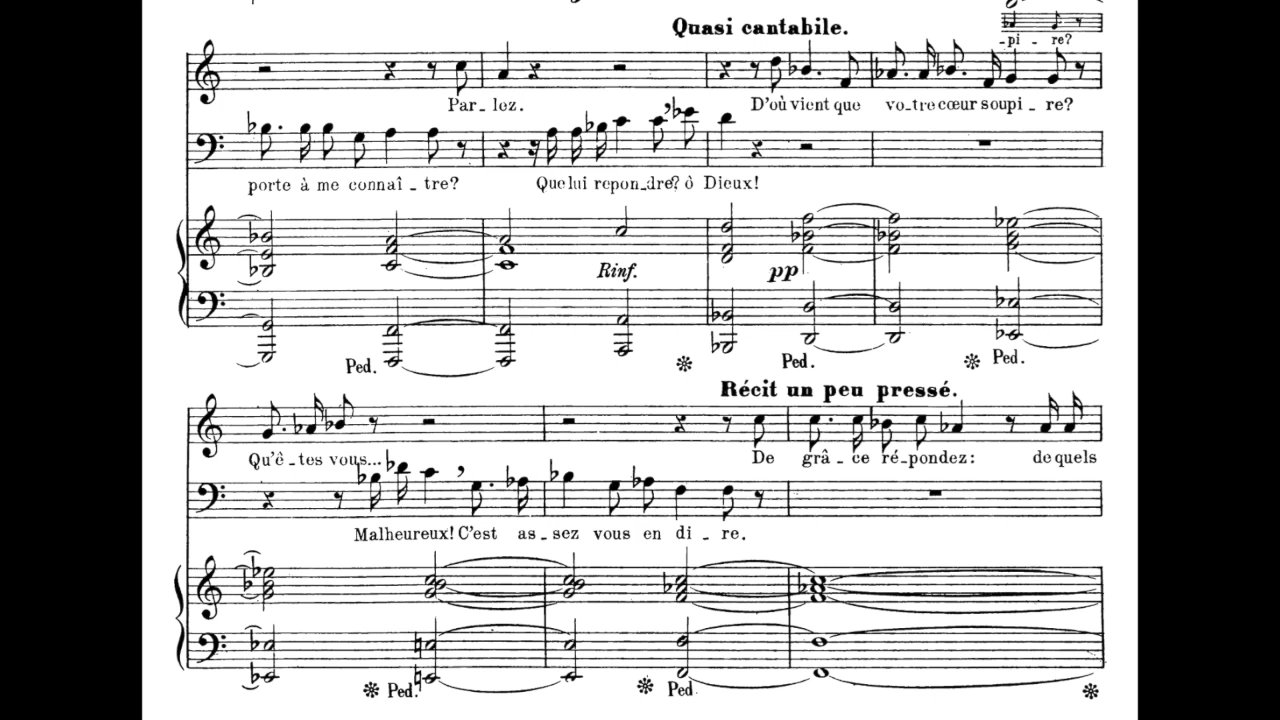 Quasi cantabile.
-pi - re?
Par - lez. D'où vient que vo - tre cœur soupi - re?
porte à me connaî - tre? Que lui repon - dre? ô Dieux!
Rinf. pp
Ped. Ped. Ped.
Récit un peu pressé.
Qu'ê - tes vous... De grâ - ce ré - pondez: de quels
Malheureux! C'est as - sez vous en di - re.
Ped. Ped